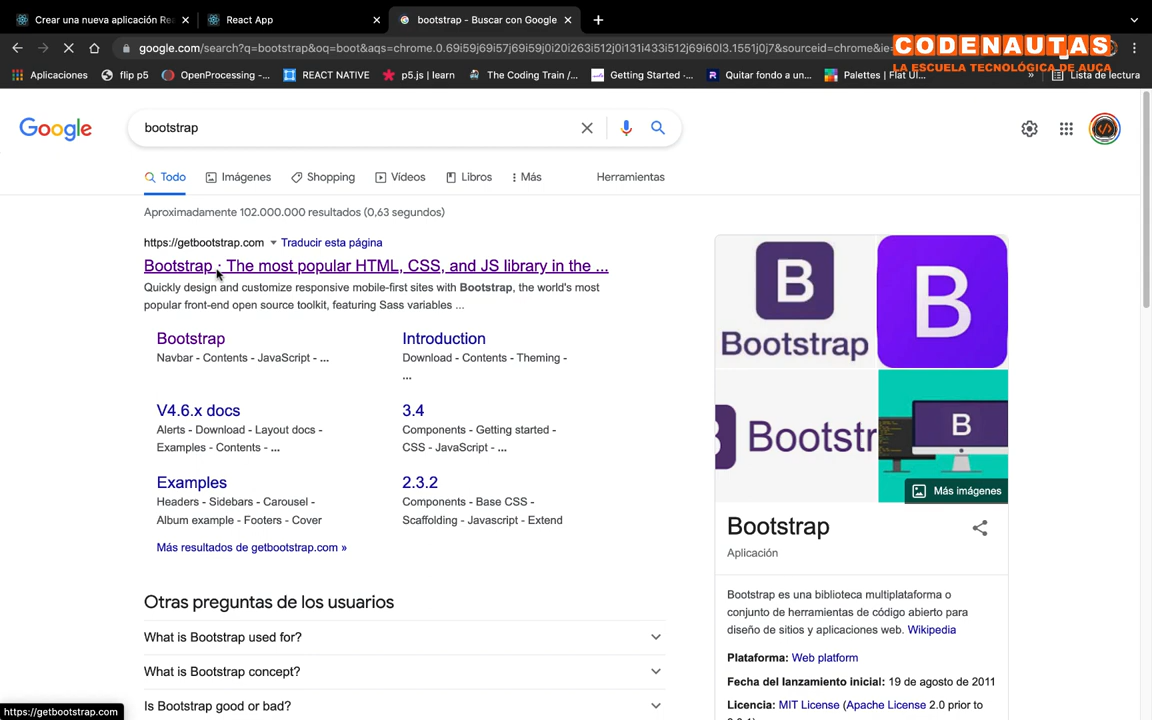 Crear una nueva aplicación Rea
React App
bootstrap - Buscar con Google
google.com/search?q=bootstrap&oq=boot&aqs=chrome.0.69i59j69i57j69i59j0i20i263i512j0i131i433i512j69i60l3.1551j0j7&sourceid=chrome&ie=
CODENAUTAS
LA ESCUELA TECNOLÓGICA DE AUCA
Aplicaciones
flip p5
OpenProcessing -...
REACT NATIVE
p5.js | learn
The Coding Train /...
Getting Started ·...
Quitar fondo a un...
Palettes | Flat UI...
»
Lista de lectura
Google
bootstrap
Todo
Imágenes
Shopping
Vídeos
Libros
Más
Herramientas
Aproximadamente 102.000.000 resultados (0,63 segundos)
https://getbootstrap.com
Traducir esta página
Bootstrap · The most popular HTML, CSS, and JS library in the ...
Quickly design and customize responsive mobile-first sites with Bootstrap, the world's most
popular front-end open source toolkit, featuring Sass variables ...
Bootstrap
Navbar - Contents - JavaScript - ...
Introduction
Download - Contents - Theming -
...
V4.6.x docs
Alerts - Download - Layout docs -
Examples - Contents - ...
3.4
Components - Getting started -
CSS - JavaScript - ...
Examples
Headers - Sidebars - Carousel -
Album example - Footers - Cover
2.3.2
Components - Base CSS -
Scaffolding - Javascript - Extend
Más resultados de getbootstrap.com »
Otras preguntas de los usuarios
What is Bootstrap used for?
What is Bootstrap concept?
Is Bootstrap good or bad?
B
Bootstrap
B
Bootstr
B
Más imágenes
Bootstrap
Aplicación
Bootstrap es una biblioteca multiplataforma o
conjunto de herramientas de código abierto para
diseño de sitios y aplicaciones web. Wikipedia
Plataforma: Web platform
Fecha del lanzamiento inicial: 19 de agosto de 2011
Licencia: MIT License (Apache License 2.0 prior to
https://getbootstrap.com